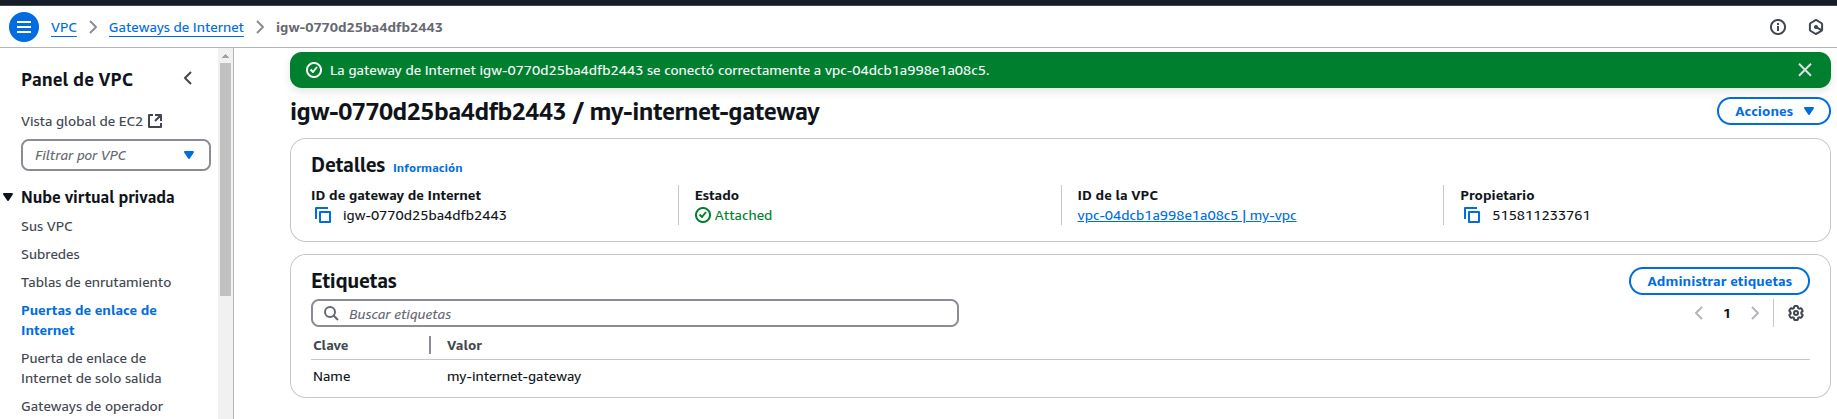 VPC > Gateways de Internet > igw-0770d25ba4dfb2443
Panel de VPC
Vista global de EC2
Filtrar por VPC
Nube virtual privada
Sus VPC
Subredes
Tablas de enrutamiento
Puertas de enlace de
Internet
Puerta de enlace de
Internet de solo salida
Gateways de operador
La gateway de Internet igw-0770d25ba4dfb2443 se conectó correctamente a vpc-04dcb1a998e1a08c5.
igw-0770d25ba4dfb2443 / my-internet-gateway
Acciones
Detalles Información
ID de gateway de Internet
igw-0770d25ba4dfb2443
Estado
Attached
ID de la VPC
vpc-04dcb1a998e1a08c5 | my-vpc
Propietario
515811233761
Etiquetas
Administrar etiquetas
Buscar etiquetas
1
Clave Valor
Name my-internet-gateway